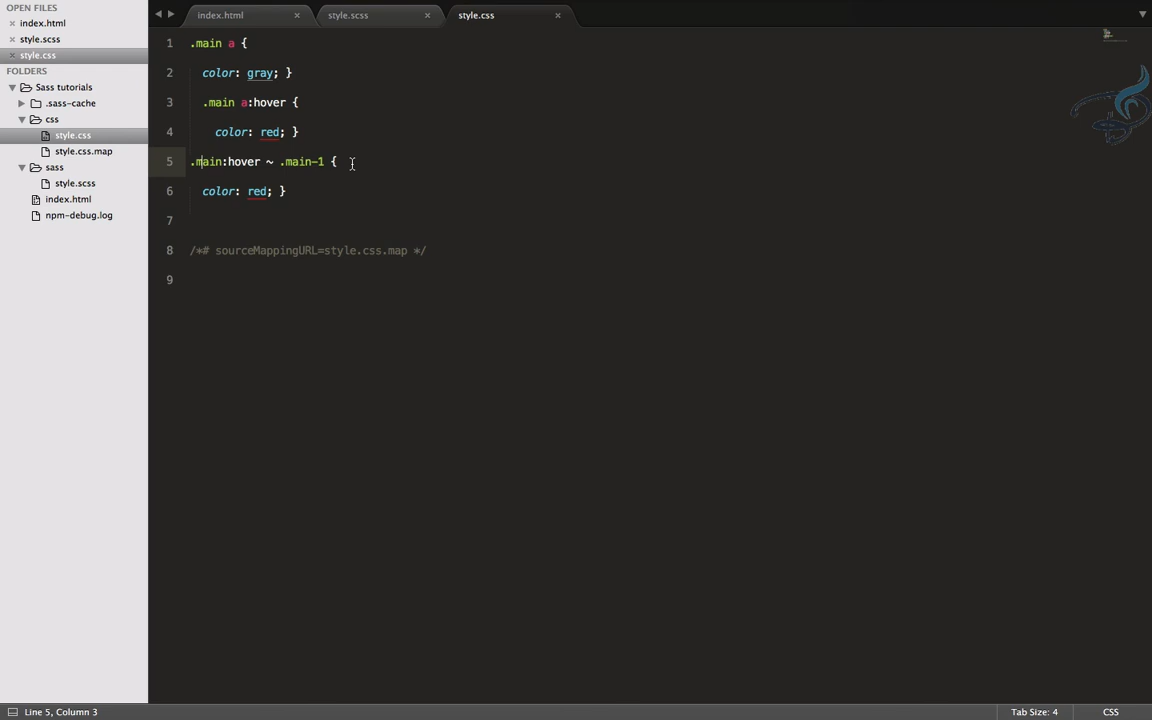 OPEN FILES
index.html
style.scss
style.css
FOLDERS
Sass tutorials
.sass-cache
css
style.css
style.css.map
sass
style.scss
index.html
npm-debug.log
index.html
style.scss
style.css
1 .main a {
2 color: gray; }
3 .main a:hover {
4 color: red; }
5 .main:hover ~ .main-1 {
6 color: red; }
7
8 /*# sourceMappingURL=style.css.map */
9
Line 5, Column 3
Tab Size: 4
CSS